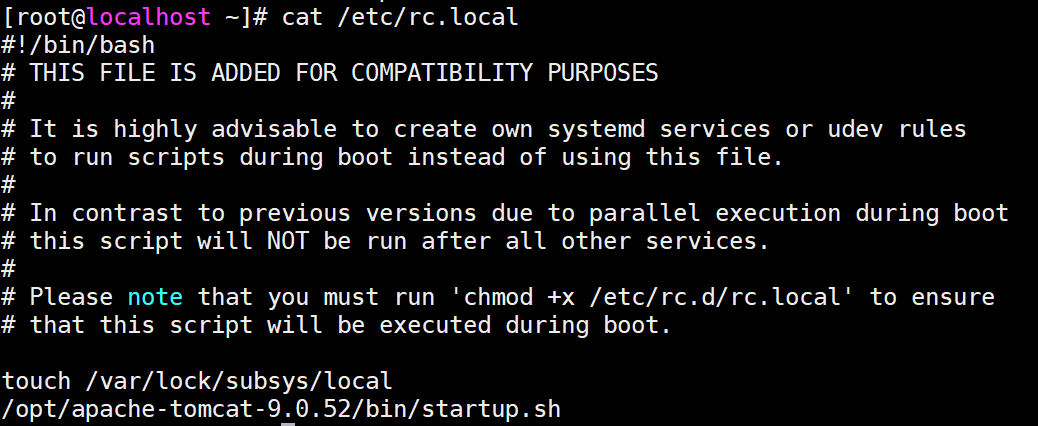 [root@localhost ~]# cat /etc/rc.local
#!/bin/bash
# THIS FILE IS ADDED FOR COMPATIBILITY PURPOSES
#
# It is highly advisable to create own systemd services or udev rules
# to run scripts during boot instead of using this file.
#
# In contrast to previous versions due to parallel execution during boot
# this script will NOT be run after all other services.
#
# Please note that you must run 'chmod +x /etc/rc.d/rc.local' to ensure
# that this script will be executed during boot.

touch /var/lock/subsys/local
/opt/apache-tomcat-9.0.52/bin/startup.sh